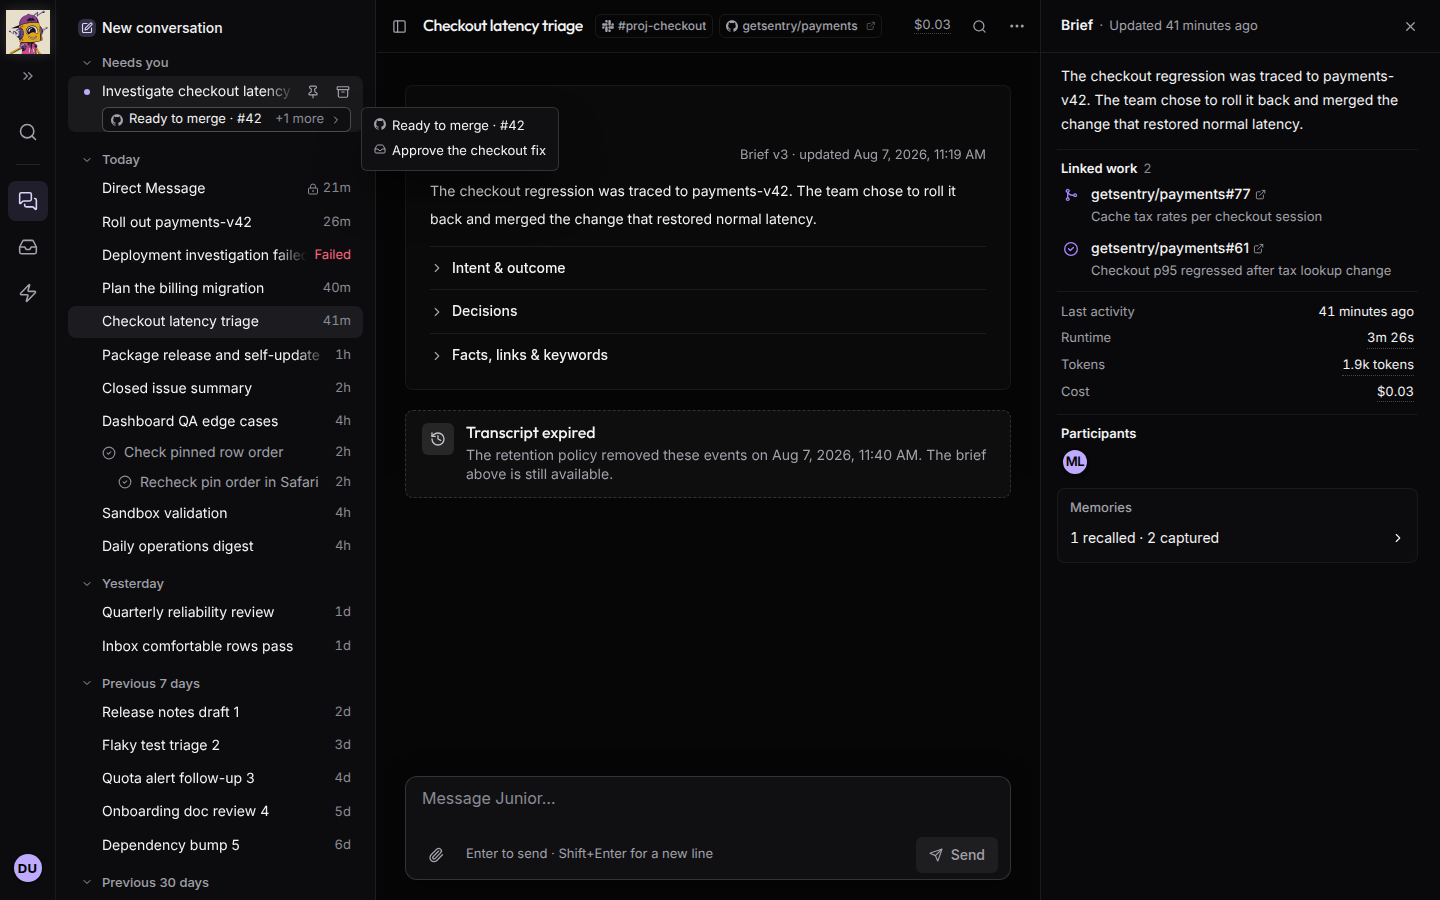 New conversation
Needs you
Investigate checkout latency
Ready to merge · #42 +1 more
Today
Direct Message 21m
Roll out payments-v42 26m
Deployment investigation failed Failed
Plan the billing migration 40m
Checkout latency triage 41m
Package release and self-update 1h
Closed issue summary 2h
Dashboard QA edge cases 4h
Check pinned row order 2h
Recheck pin order in Safari 2h
Sandbox validation 4h
Daily operations digest 4h
Yesterday
Quarterly reliability review 1d
Inbox comfortable rows pass 1d
Previous 7 days
Release notes draft 1 2d
Flaky test triage 2 3d
Quota alert follow-up 3 4d
Onboarding doc review 4 5d
Dependency bump 5 6d
Previous 30 days
DU
Checkout latency triage #proj-checkout getsentry/payments $0.03
Ready to merge · #42
Approve the checkout fix
Brief v3 · updated Aug 7, 2026, 11:19 AM
The checkout regression was traced to payments-v42. The team chose to roll it
back and merged the change that restored normal latency.
Intent & outcome
Decisions
Facts, links & keywords
Transcript expired
The retention policy removed these events on Aug 7, 2026, 11:40 AM. The brief
above is still available.
Message Junior...
Enter to send · Shift+Enter for a new line
Send
Brief · Updated 41 minutes ago
The checkout regression was traced to payments-
v42. The team chose to roll it back and merged the
change that restored normal latency.
Linked work 2
getsentry/payments#77
Cache tax rates per checkout session
getsentry/payments#61
Checkout p95 regressed after tax lookup change
Last activity 41 minutes ago
Runtime 3m 26s
Tokens 1.9k tokens
Cost $0.03
Participants
ML
Memories
1 recalled · 2 captured